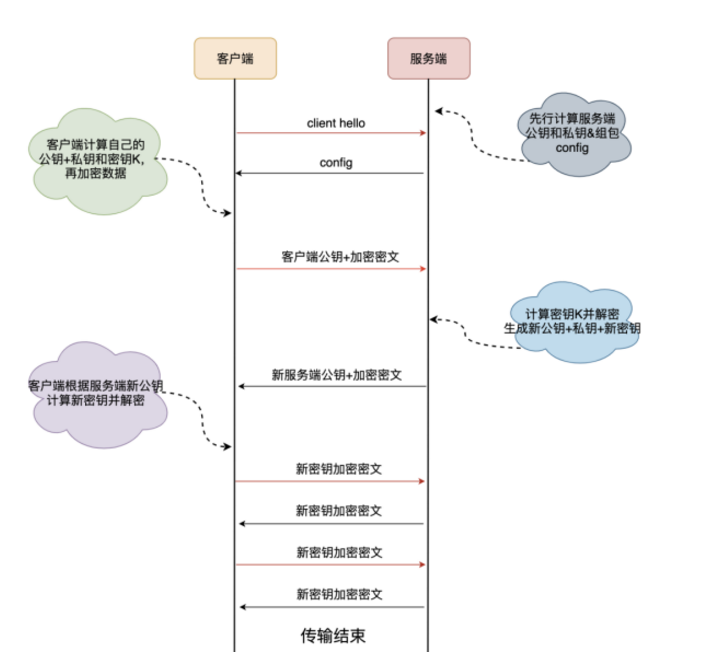 客户端
服务端
client hello
先行计算服务端
公钥和私钥&组包
config
客户端计算自己的
公钥+私钥和密钥K,
再加密数据
config
客户端公钥+加密密文
计算密钥K并解密
生成新公钥+私钥+新密钥
新服务端公钥+加密密文
客户端根据服务端新公钥
计算新密钥并解密
新密钥加密密文
新密钥加密密文
新密钥加密密文
新密钥加密密文
传输结束